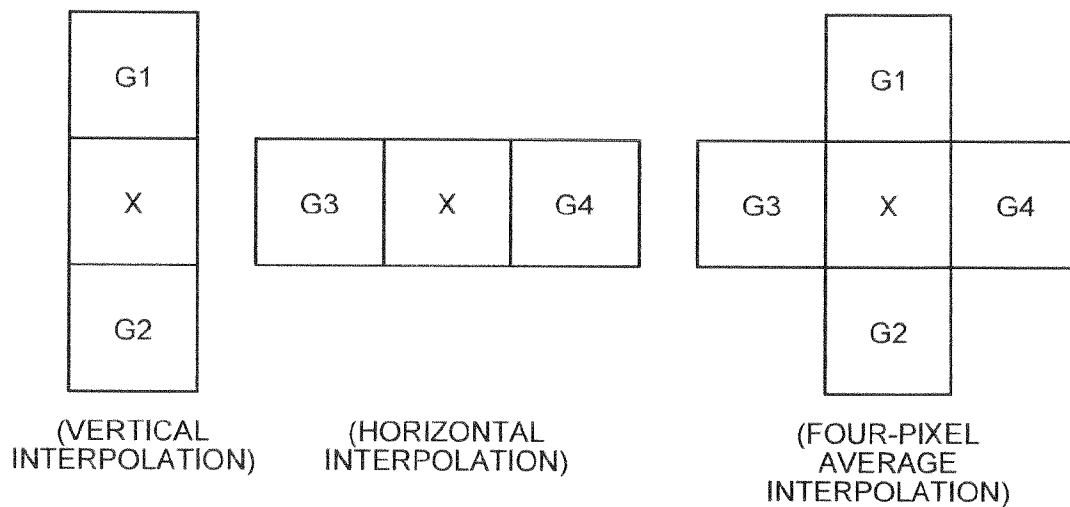 G1
X
G2
(VERTICAL
INTERPOLATION)
G3 X G4
(HORIZONTAL
INTERPOLATION)
G1
G3 X G4
G2
(FOUR-PIXEL
AVERAGE
INTERPOLATION)